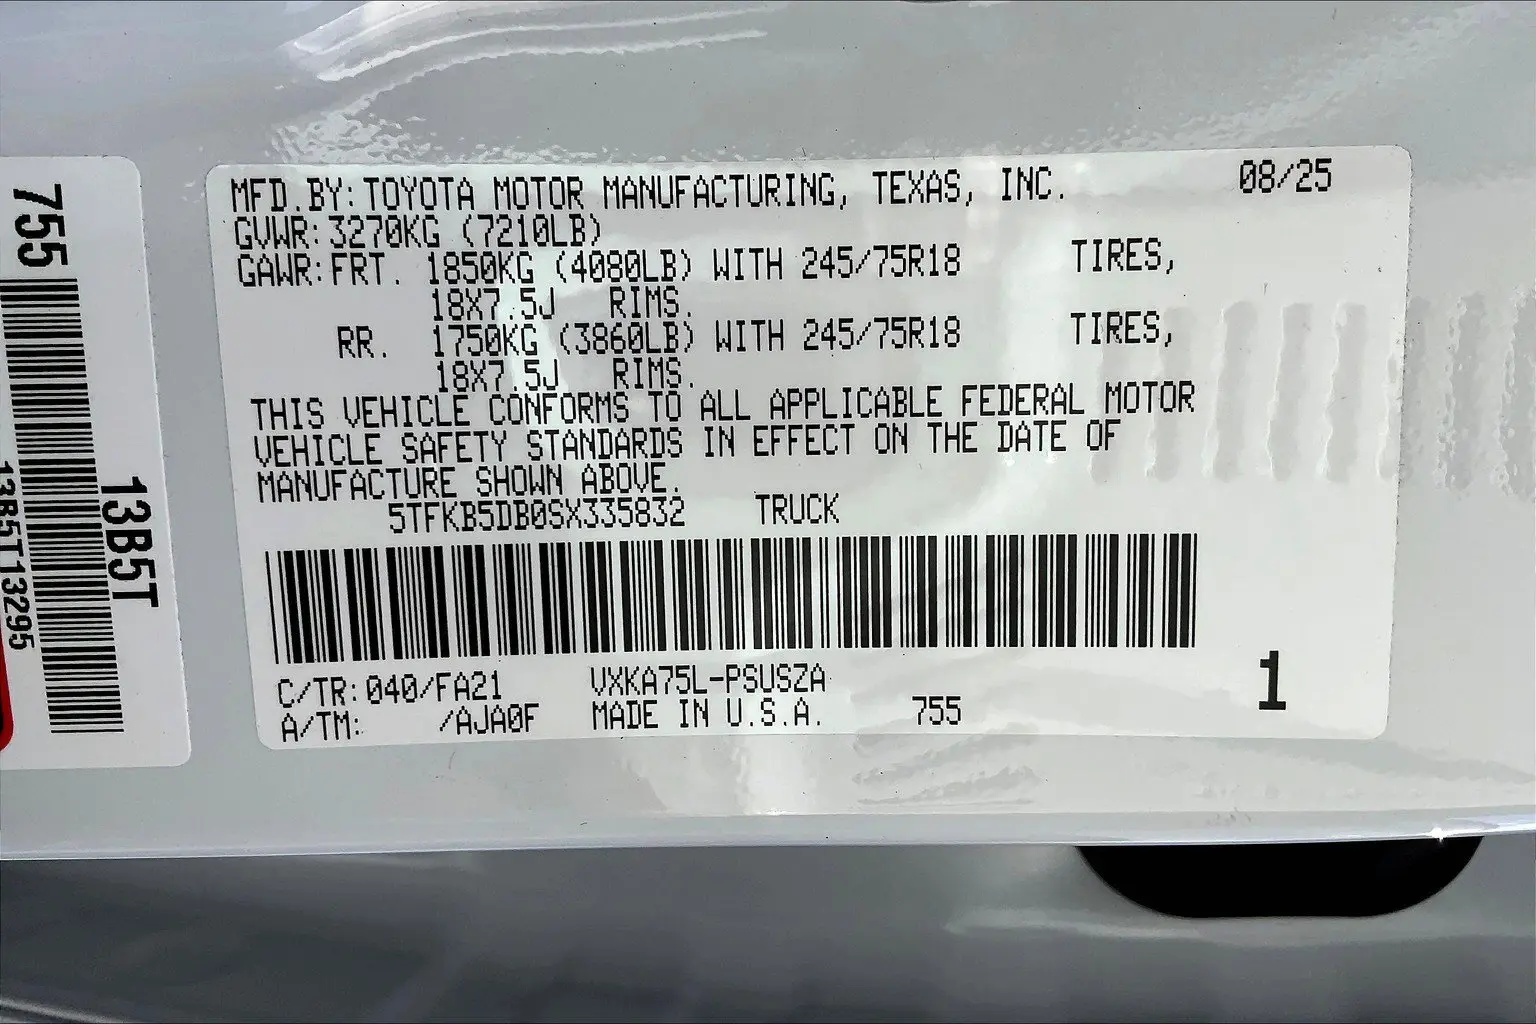 MFD.BY:TOYOTA MOTOR MANUFACTURING, TEXAS, INC. 08/25
GVWR:3270KG (7210LB)
GAWR:FRT. 1850KG (4080LB) WITH 245/75R18 TIRES,
18X7.5J RIMS.
RR. 1750KG (3860LB) WITH 245/75R18 TIRES,
18X7.5J RIMS.
THIS VEHICLE CONFORMS TO ALL APPLICABLE FEDERAL MOTOR
VEHICLE SAFETY STANDARDS IN EFFECT ON THE DATE OF
MANUFACTURE SHOWN ABOVE.
5TFKB5DB0SX335832 TRUCK
C/TR:040/FA21 VXKA75L-PSUSZA
A/TM: /AJA0F MADE IN U.S.A. 755
1
755
13B5T
13B5T13295